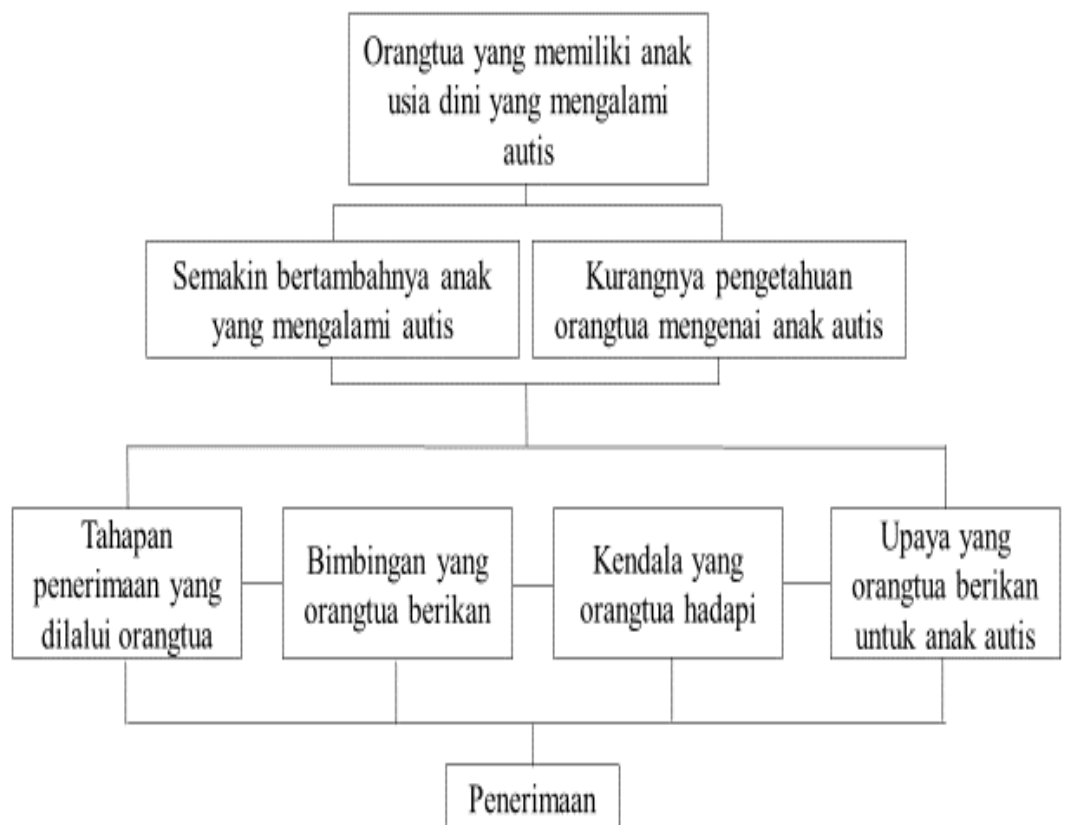 Orangtua yang memiliki anak
usia dini yang mengalami
autis
Semakin bertambahnya anak
yang mengalami autis
Kurangnya pengetahuan
orangtua mengenai anak autis
Tahapan
penerimaan yang
dilalui orangtua
Bimbingan yang
orangtua berikan
Kendala yang
orangtua hadapi
Upaya yang
orangtua berikan
untuk anak autis
Penerimaan